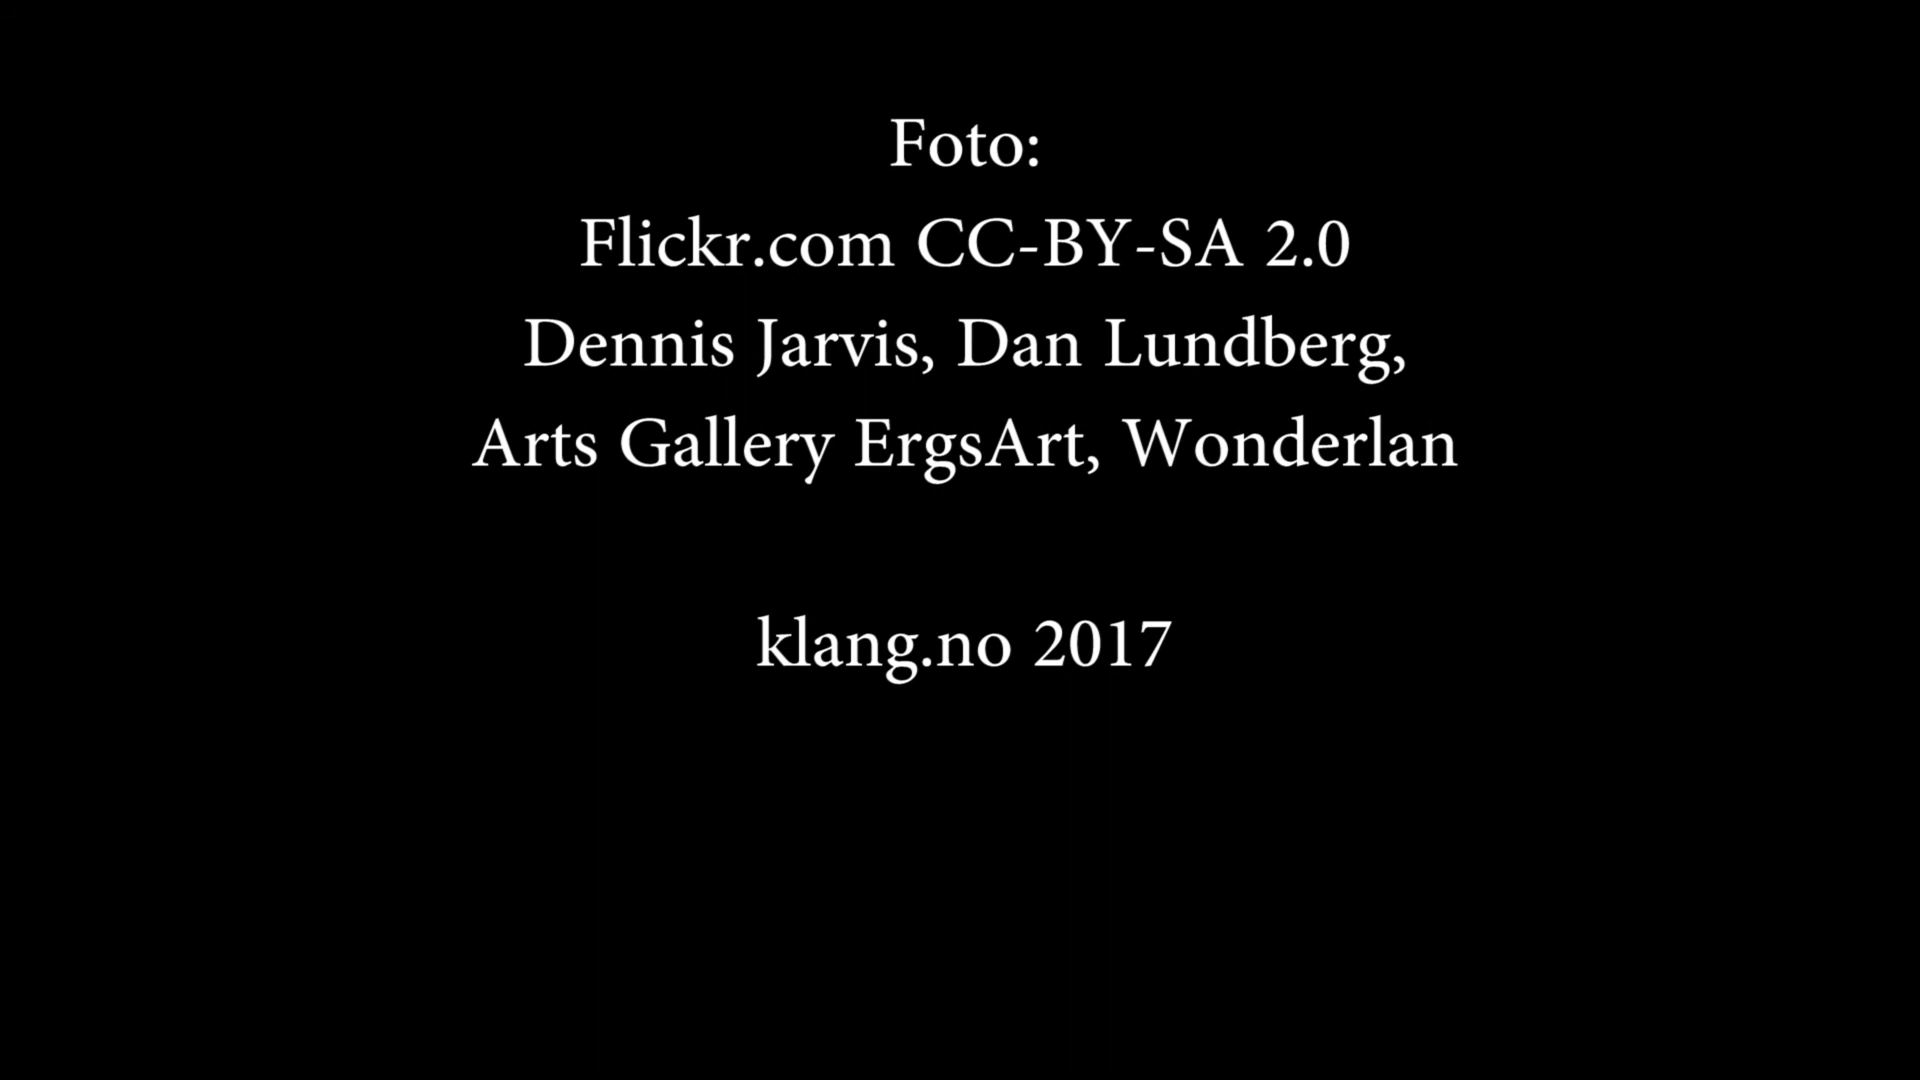 Foto:
Flickr.com CC-BY-SA 2.0
Dennis Jarvis, Dan Lundberg,
Arts Gallery ErgsArt, Wonderlan
klang.no 2017